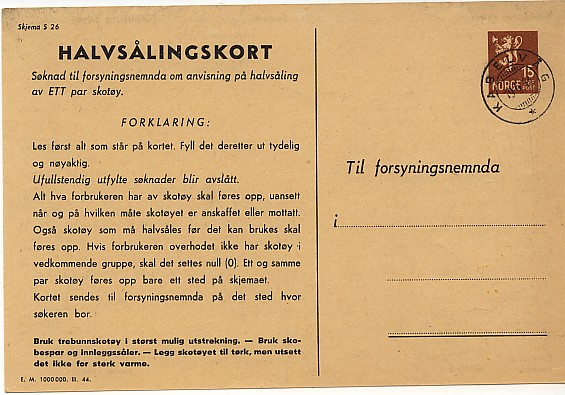 Skjema S 26
HALVSÅLINGSKORT
Søknad til forsyningsnemnda om anvisning på halvsåling
av ETT par skotøy.
FORKLARING:
Les først alt som står på kortet. Fyll det deretter ut tydelig
og nøyaktig.
Ufullstendig utfylte søknader blir avslått.
Alt hva forbrukeren har av skotøy skal føres opp, uansett
når og på hvilken måte skotøyet er anskaffet eller mottatt.
Også skotøy som må halvsåles før det kan brukes skal
føres opp. Hvis forbrukeren overhodet ikke har skotøy i
vedkommende gruppe, skal det settes null (0). Ett og samme
par skotøy føres opp bare ett sted på skjemaet.
Kortet sendes til forsyningsnemnda på det sted hvor
søkeren bor.
Bruk trebunnskotøy i størst mulig utstrekning. — Bruk sko-
bespar og innleggssåler. — Legg skotøyet til tørk, men utsett
det ikke for sterk varme.
E. M. 1000000. III. 44.
15
NORGE
POST
KABELVÅG
Til forsyningsnemnda
i